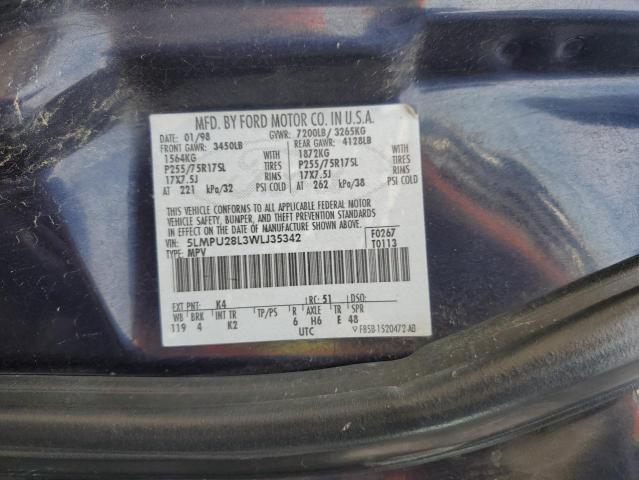 MFD. BY FORD MOTOR CO. IN U.S.A.
DATE: 01/98 GVWR: 7200LB/ 3265KG
FRONT GAWR: 3450LB REAR GAWR: 4128LB
1564KG WITH 1872KG WITH
P255/75R17SL TIRES P255/75R17SL TIRES
17X7.5J RIMS 17X7.5J RIMS
AT 221 kPa/32 PSI COLD AT 262 kPa/38 PSI COLD
THIS VEHICLE CONFORMS TO ALL APPLICABLE FEDERAL MOTOR
VEHICLE SAFETY, BUMPER, AND THEFT PREVENTION STANDARDS
IN EFFECT ON THE DATE OF MANUFACTURE SHOWN ABOVE.
VIN: 5LMPU28L3WLJ35342 F0267
TYPE: MPV T0113
EXT PNT: K4 RC: 51 DSO:
WB BRK INT TR TP/PS R AXLE TR SPR
119 4 K2 6 H6 E 48
UTC F85B-1520472-AB